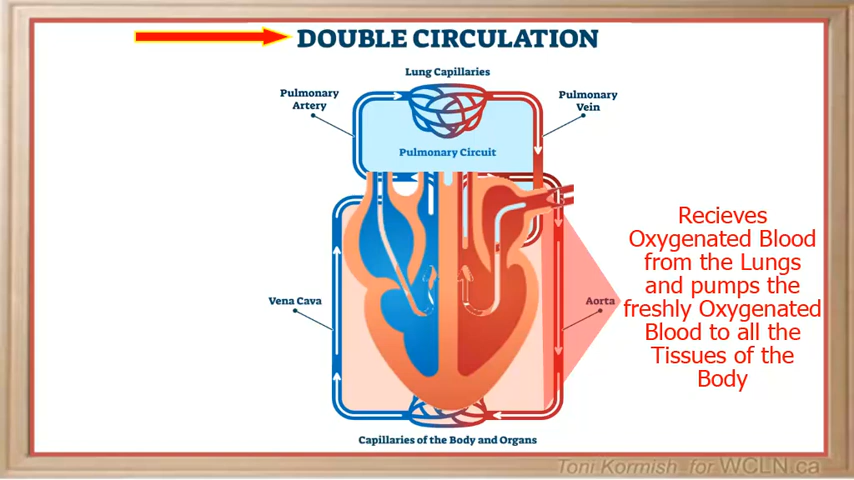 DOUBLE CIRCULATION
Lung Capillaries
Pulmonary
Artery
Pulmonary
Vein
Pulmonary Circuit
Vena Cava
Aorta
Recieves
Oxygenated Blood
from the Lungs
and pumps the
freshly Oxygenated
Blood to all the
Tissues of the
Body
Capillaries of the Body and Organs
Toni Kormish for WCLN.ca